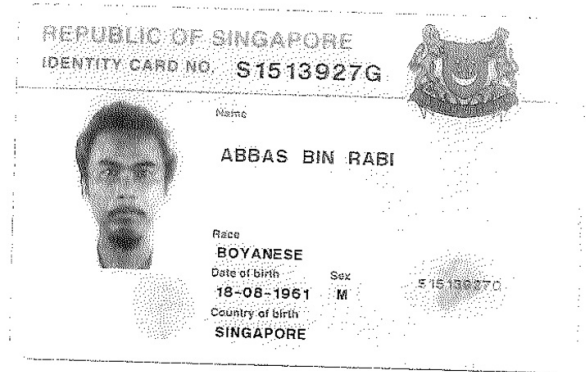 REPUBLIC OF SINGAPORE
IDENTITY CARD NO. S1513927G
Name
ABBAS BIN RABI
Race
BOYANESE
Date of birth Sex
18-08-1961 M
Country of birth
SINGAPORE